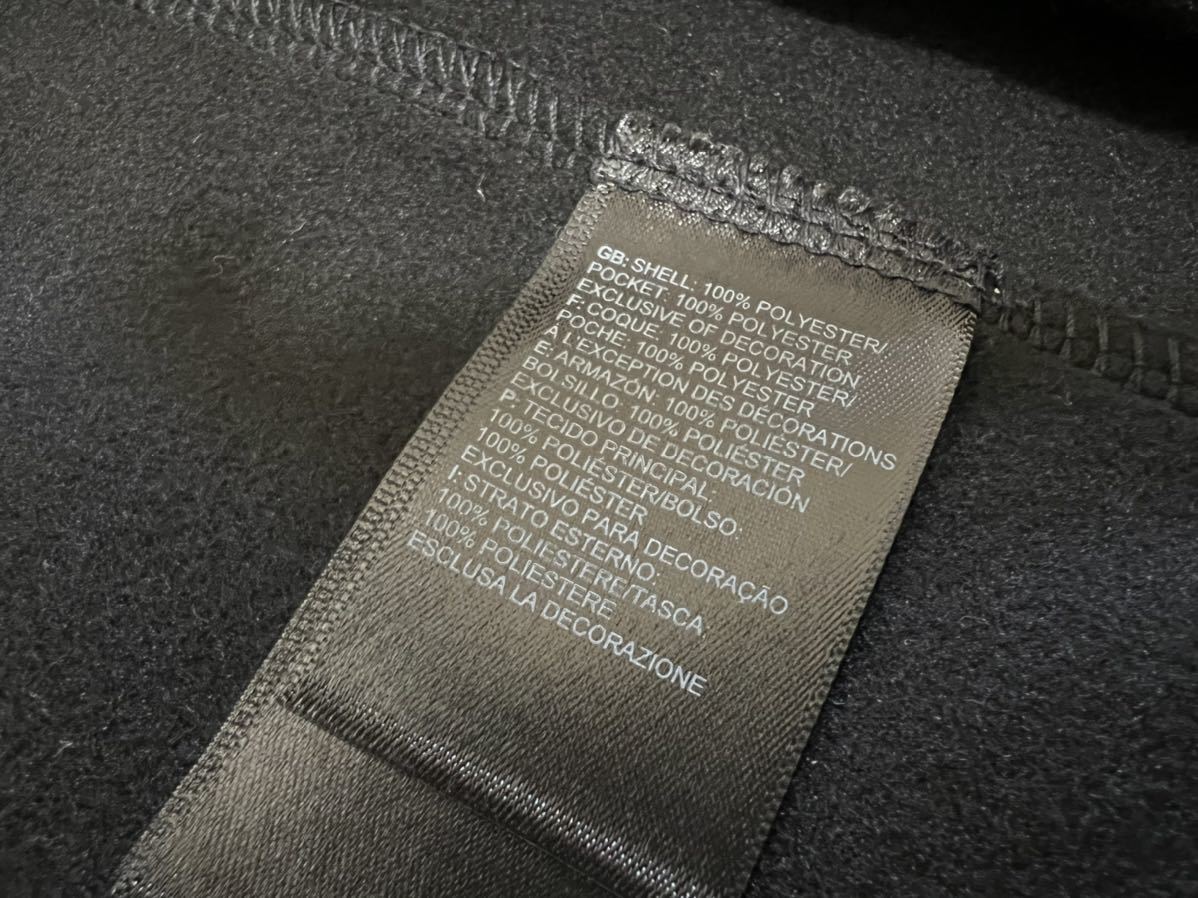 GB: SHELL: 100% POLYESTER/
POCKET: 100% POLYESTER
EXCLUSIVE OF DECORATION
F: COQUE: 100% POLYESTER/
POCHE: 100% POLYESTER
A L'EXCEPTION DES DÉCORATIONS
E: ARMAZÓN: 100% POLIÉSTER/
BOLSILLO: 100% POLIÉSTER
EXCLUSIVO DE DECORACIÓN
P: TECIDO PRINCIPAL:
100% POLIÉSTER/BOLSO:
100% POLIÉSTER
EXCLUSIVO PARA DECORAÇÃO
I: STRATO ESTERNO:
100% POLIESTERE/TASCA:
100% POLIESTERE
ESCLUSA LA DECORAZIONE